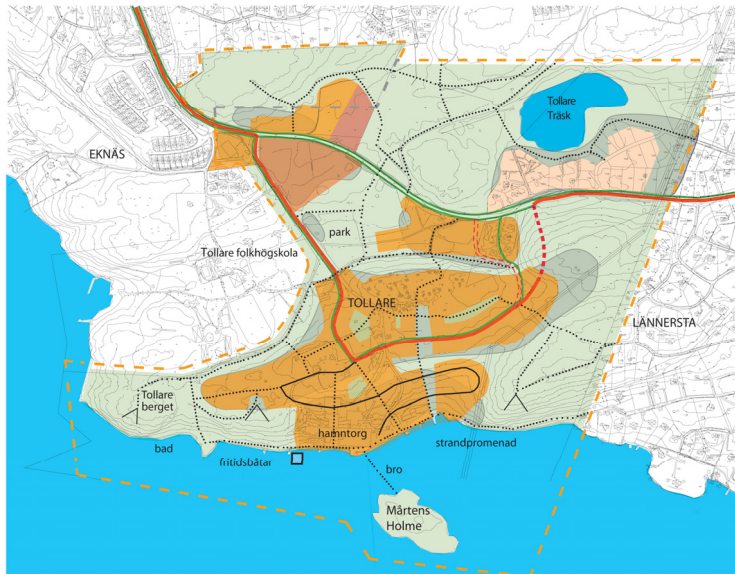 Tollare
Träsk
EKNÄS
park
Tollare folkhögskola
TOLLARE
LÄNNERSTA
Tollare
berget
hamntorg
strandpromenad
bad
fritidsbåtar
bro
Mårtens
Holme